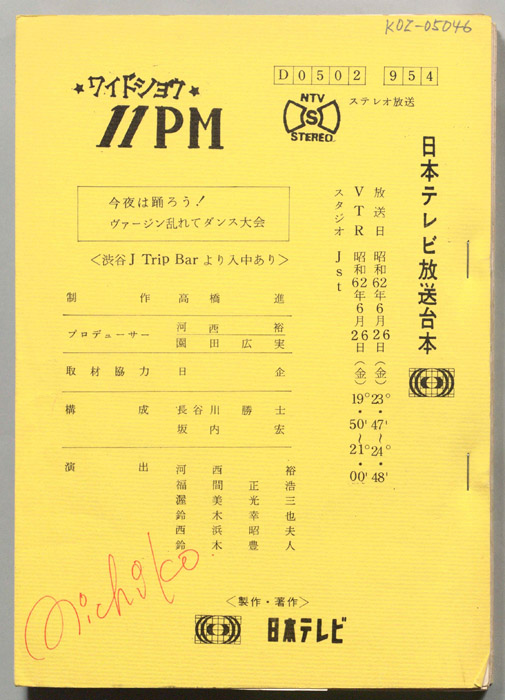 KOZ-05046
★ワイドショウ★
11PM
D0502 954
NTV
S
STEREO
ステレオ放送
日本テレビ放送台本
放送日 昭和62年6月26日(金)23°・47'〜24°・48'
VTR 昭和62年6月26日(金)19°・50'〜21°・00'
スタジオ Jst
今夜は踊ろう!
ヴァージン乱れてダンス大会
<渋谷J Trip Barより入中あり>
制作 高橋進
プロデューサー 河西裕
園田広実
取材協力 日企
構成 長谷川勝士
坂内宏
演出 河西裕
福間正浩
渥美光三
鈴木幸也
西浜昭夫
鈴木豊人
michiko
<製作・著作>
日本テレビ